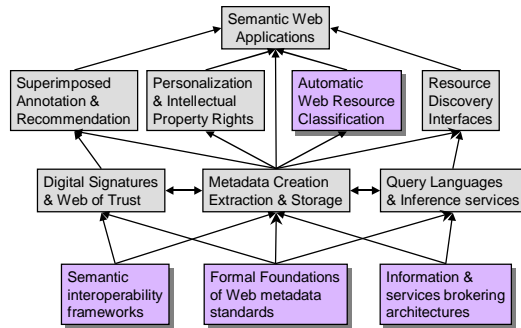 Semantic Web
Applications
Superimposed
Annotation &
Recommendation
Personalization
& Intellectual
Property Rights
Automatic
Web Resource
Classification
Resource
Discovery
Interfaces
Digital Signatures
& Web of Trust
Metadata Creation
Extraction & Storage
Query Languages
& Inference services
Semantic
interoperability
frameworks
Formal Foundations
of Web metadata
standards
Information &
services brokering
architectures